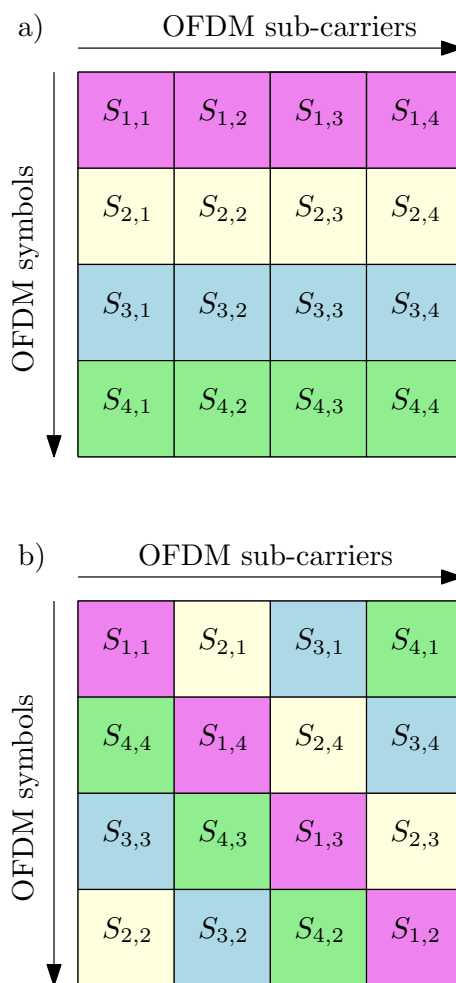 a)
OFDM sub-carriers
OFDM symbols
S1,1 S1,2 S1,3 S1,4
S2,1 S2,2 S2,3 S2,4
S3,1 S3,2 S3,3 S3,4
S4,1 S4,2 S4,3 S4,4
b)
OFDM sub-carriers
OFDM symbols
S1,1 S2,1 S3,1 S4,1
S4,4 S1,4 S2,4 S3,4
S3,3 S4,3 S1,3 S2,3
S2,2 S3,2 S4,2 S1,2